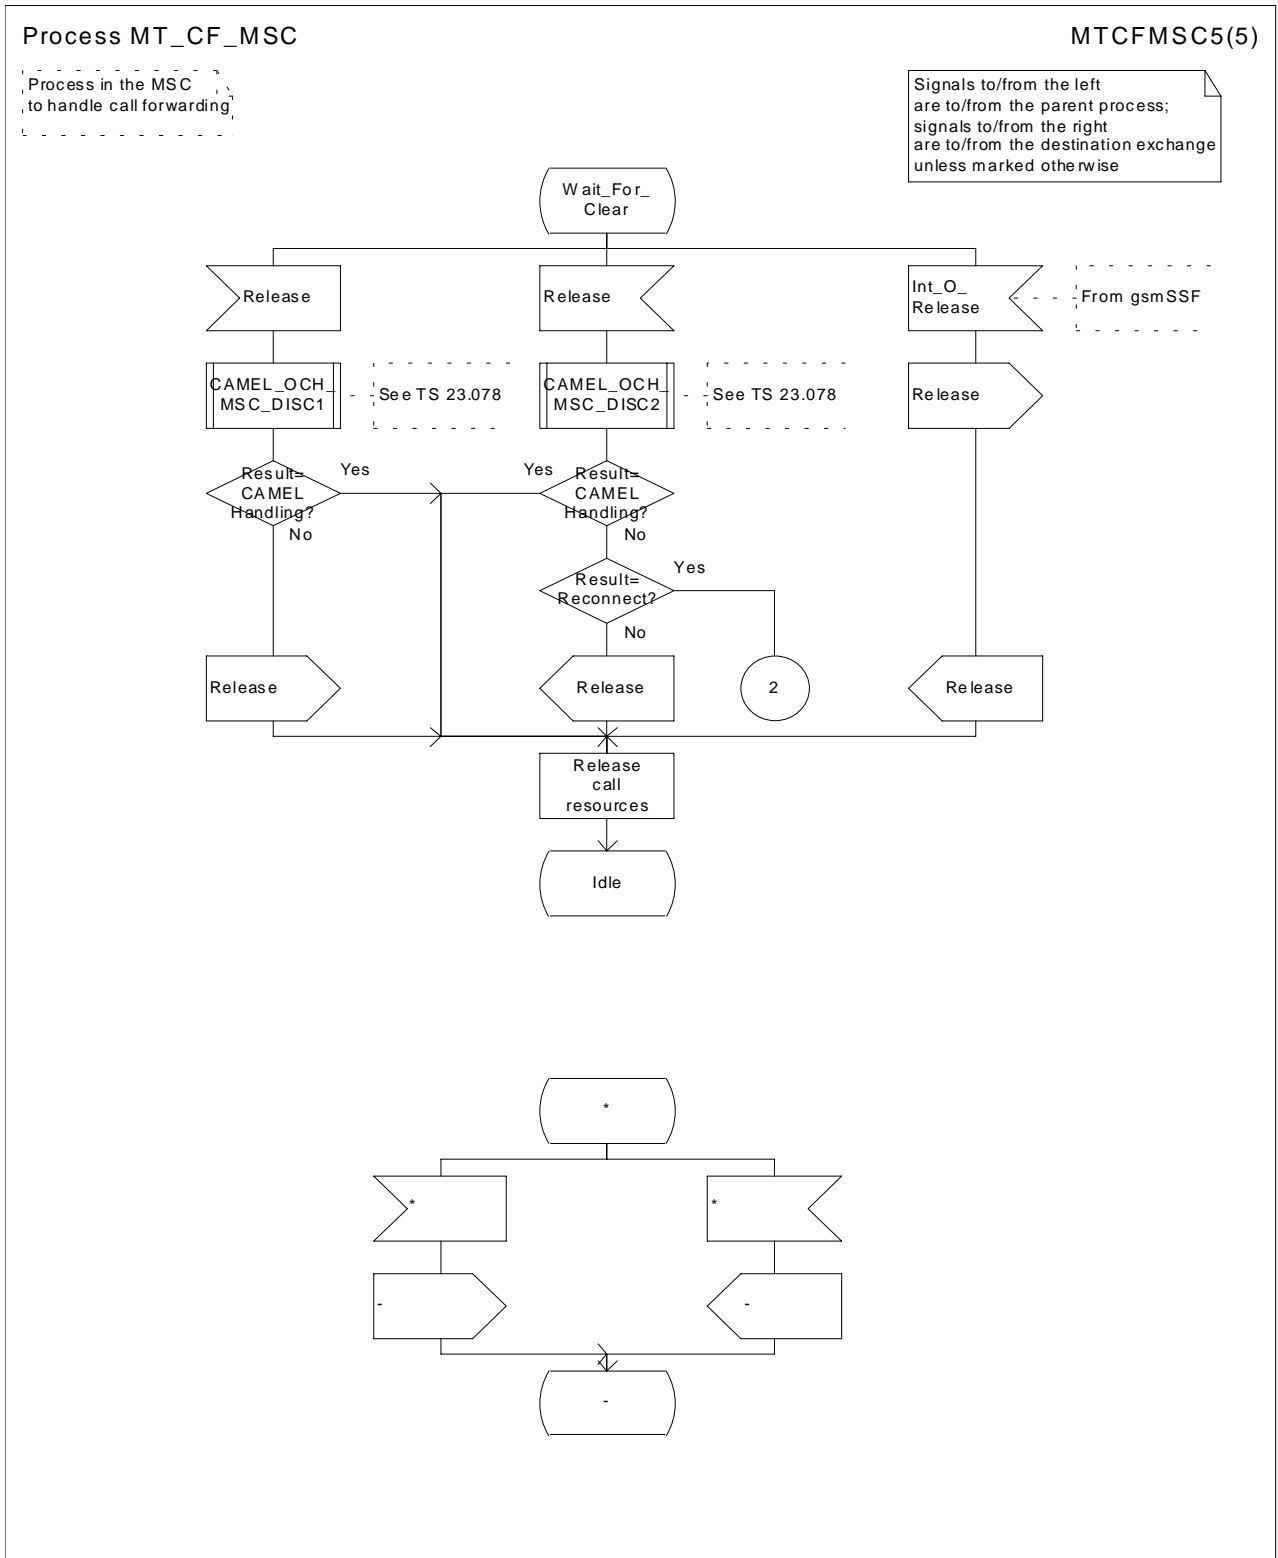 Process MT_CF_MSC
MTCFMSC5(5)
Process in the MSC
to handle call forwarding
Signals to/from the left
are to/from the parent process;
signals to/from the right
are to/from the destination exchange
unless marked otherwise
Wait_For_
Clear
Release
Release
Int_O_
Release
From gsmSSF
CAMEL_OCH_
MSC_DISC1
See TS 23.078
CAMEL_OCH_
MSC_DISC2
See TS 23.078
Release
Result=
CAMEL
Handling?
Yes
No
Yes
Result=
CAMEL
Handling?
No
Result=
Reconnect?
Yes
No
Release
Release
2
Release
Release
call
resources
Idle
*
*
*
-
-
-